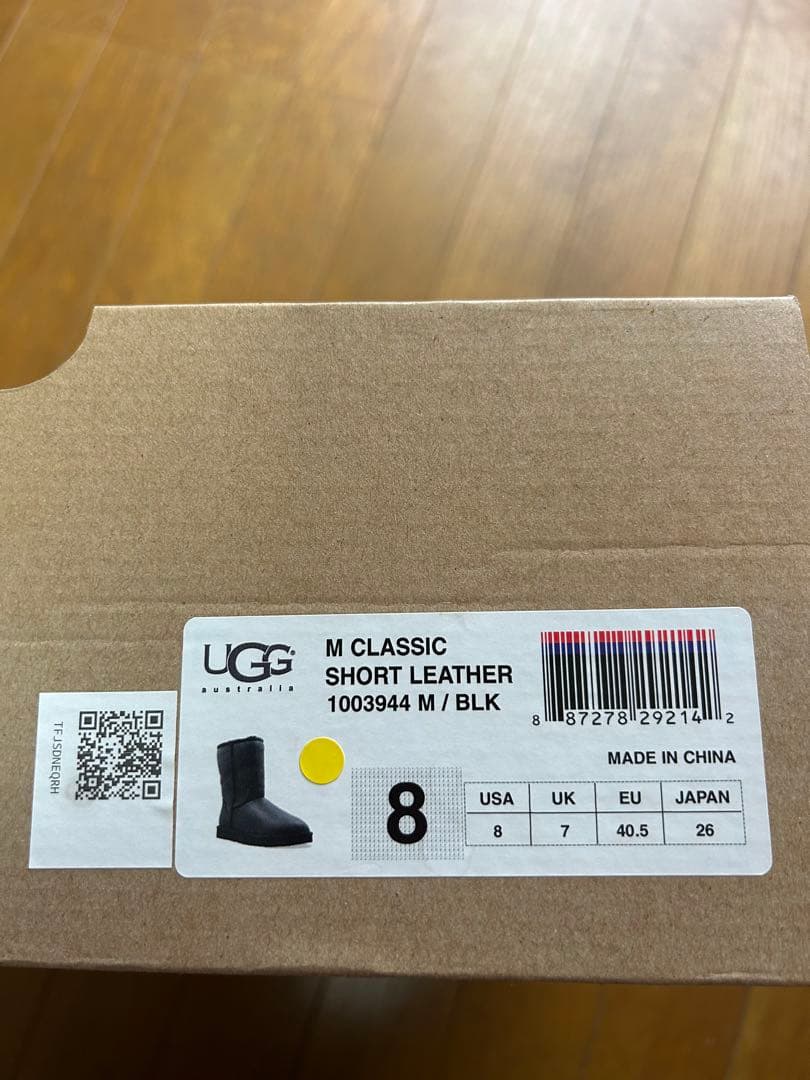 UGG
australia
M CLASSIC
SHORT LEATHER
1003944 M / BLK
8 87278 29214 2
MADE IN CHINA
8
USA UK EU JAPAN
8 7 40.5 26
TFJSDNEQRH